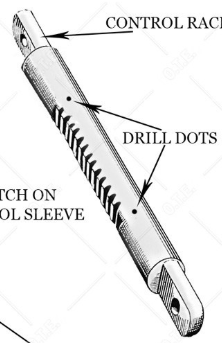 CONTROL RACK
DRILL DOTS
TCH ON
OL SLEEVE